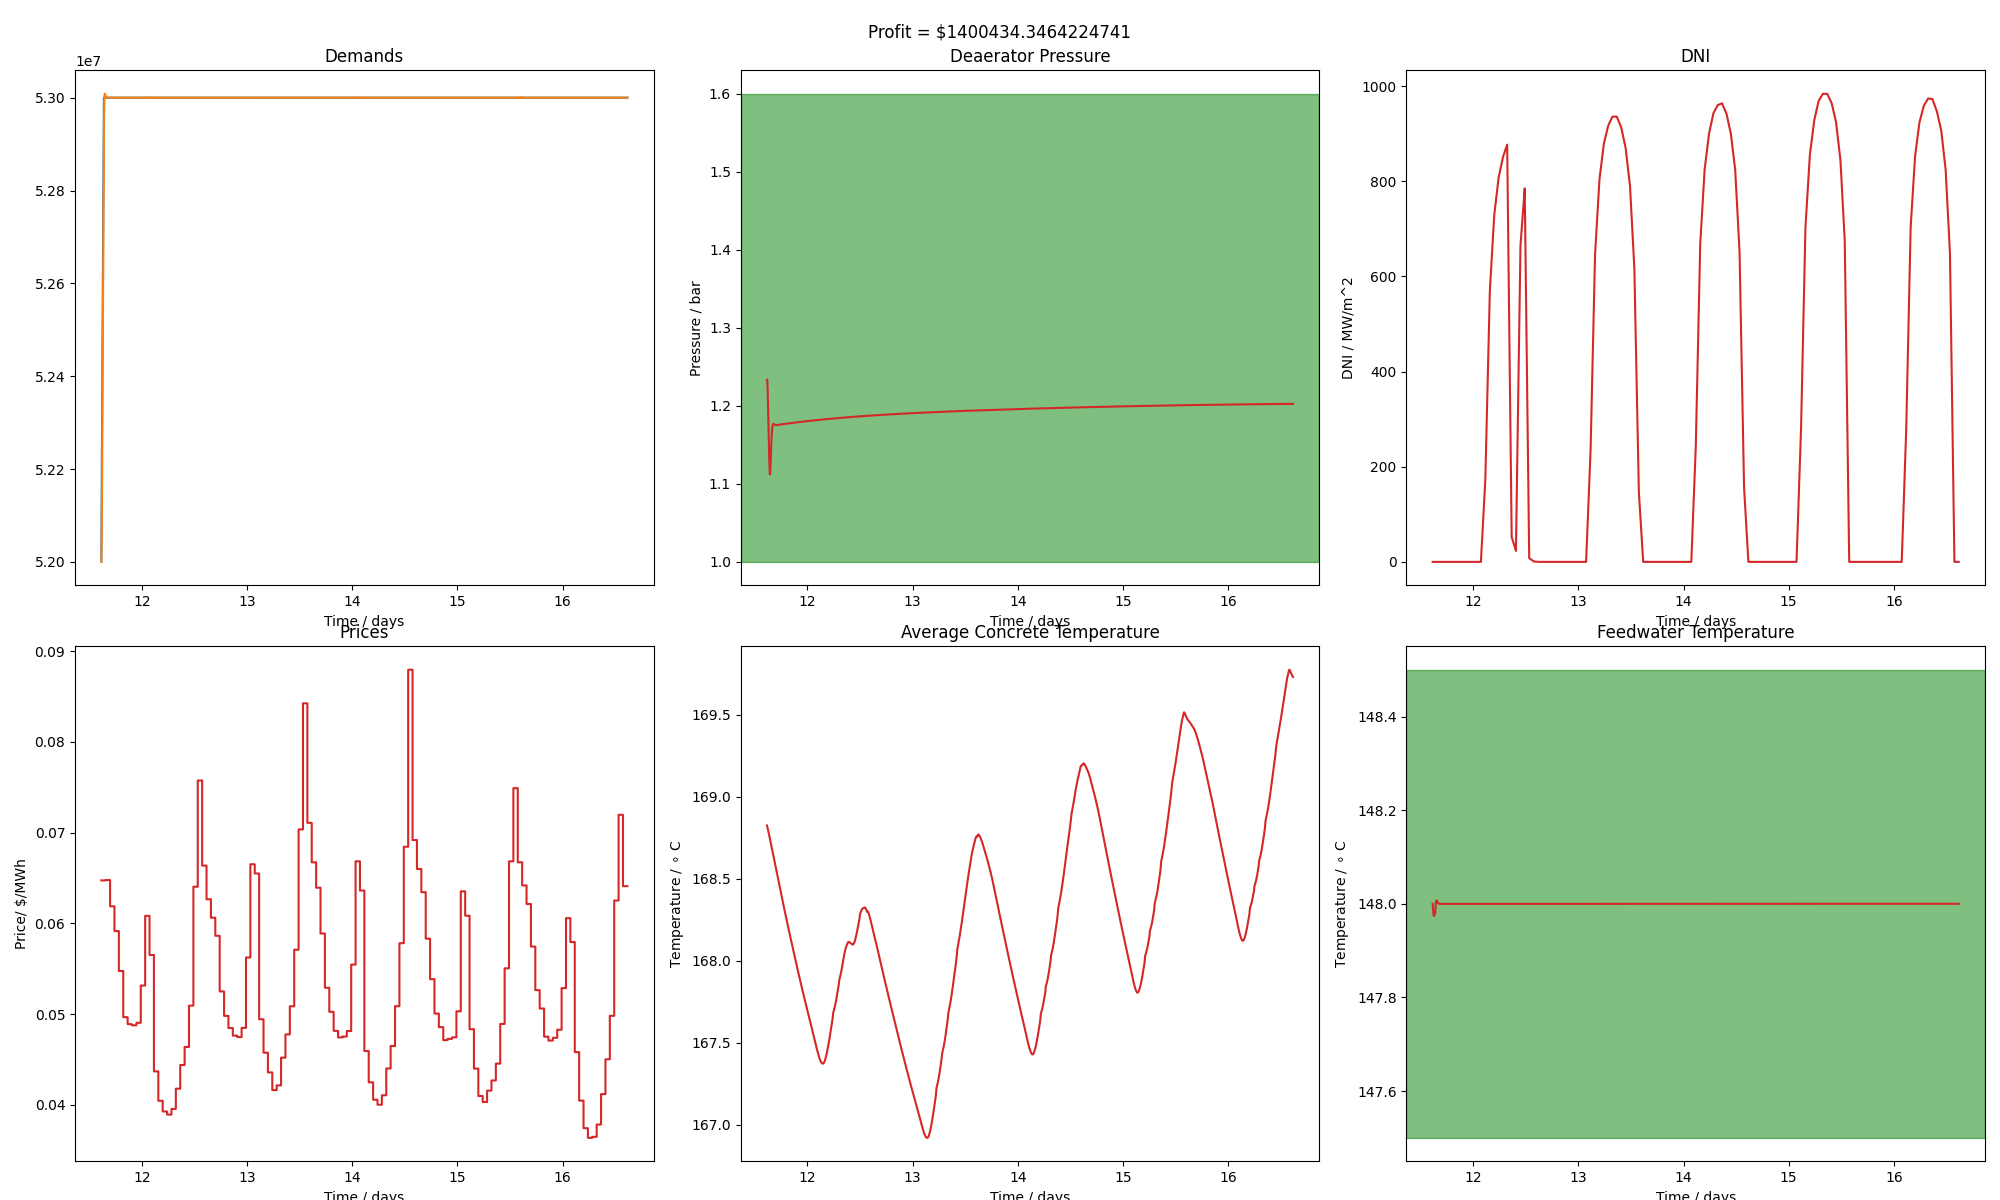 Profit = $1400434.3464224741
Demands
1e7
5.30
5.28
5.26
5.24
5.22
5.20
12 13 14 15 16
Time / days
Deaerator Pressure
Pressure / bar
1.6
1.5
1.4
1.3
1.2
1.1
1.0
12 13 14 15 16
Time / days
DNI
DNI / MW/m^2
1000
800
600
400
200
0
12 13 14 15 16
Time / days
Prices
Price/ $/MWh
0.09
0.08
0.07
0.06
0.05
0.04
12 13 14 15 16
Time / days
Average Concrete Temperature
Temperature / ∘ C
169.5
169.0
168.5
168.0
167.5
167.0
12 13 14 15 16
Time / days
Feedwater Temperature
Temperature / ∘ C
148.4
148.2
148.0
147.8
147.6
12 13 14 15 16
Time / days